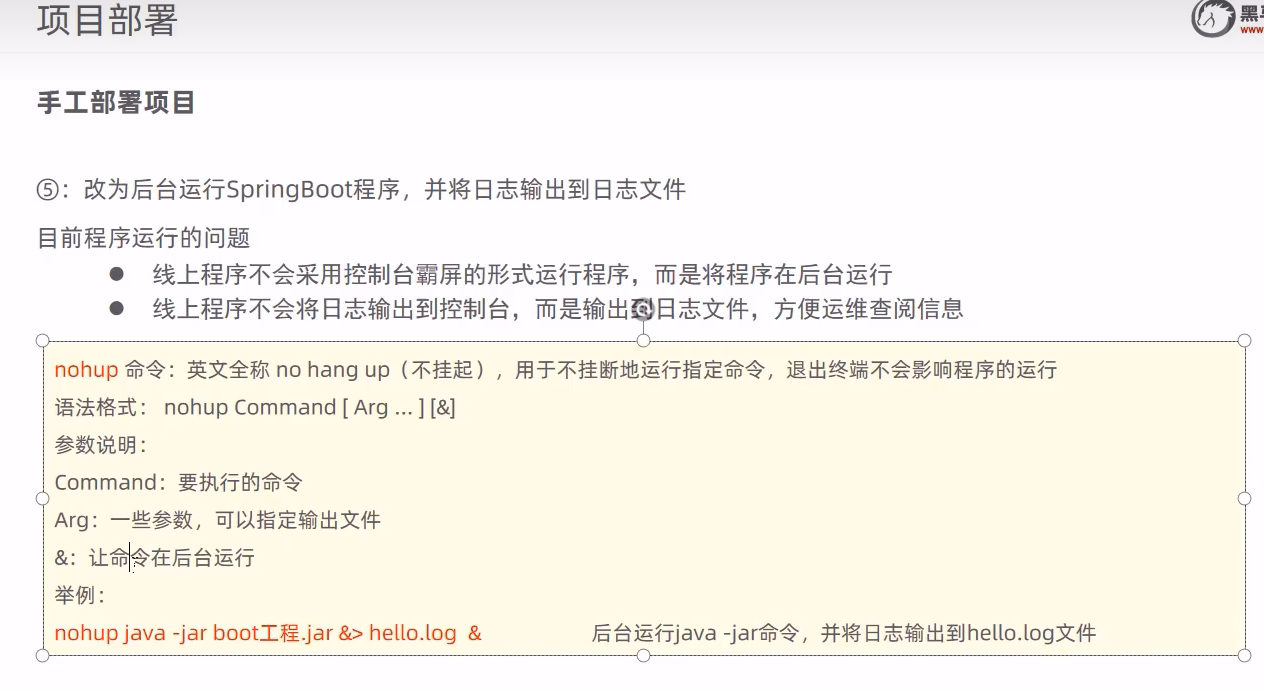 项目部署
黑
www
手工部署项目
⑤：改为后台运行SpringBoot程序，并将日志输出到日志文件
目前程序运行的问题
● 线上程序不会采用控制台霸屏的形式运行程序，而是将程序在后台运行
● 线上程序不会将日志输出到控制台，而是输出到日志文件，方便运维查阅信息
nohup 命令：英文全称 no hang up（不挂起），用于不挂断地运行指定命令，退出终端不会影响程序的运行
语法格式： nohup Command [ Arg … ] [&]
参数说明：
Command：要执行的命令
Arg：一些参数，可以指定输出文件
&：让命令在后台运行
举例：
nohup java -jar boot工程.jar &> hello.log & 后台运行java -jar命令，并将日志输出到hello.log文件